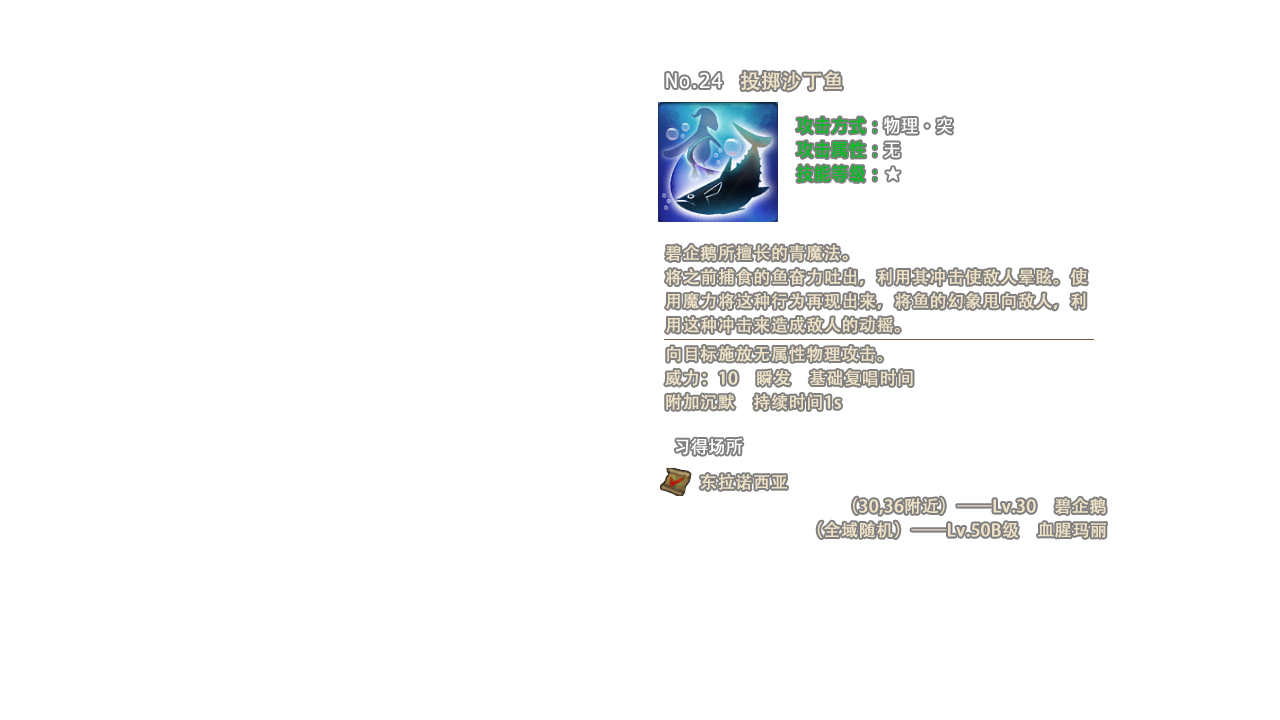 No.24 投掷沙丁鱼
攻击方式：物理·突
攻击属性：无
技能等级：☆
碧企鹅所擅长的青魔法。
将之前捕食的鱼奋力吐出，利用其冲击使敌人晕眩。使
用魔力将这种行为再现出来，将鱼的幻象甩向敌人，利
用这种冲击来造成敌人的动摇。
向目标施放无属性物理攻击。
威力：10 瞬发 基础复唱时间
附加沉默 持续时间1s
习得场所
东拉诺西亚
（30,36附近）——Lv.30 碧企鹅
（全域随机）——Lv.50B级 血腥玛丽